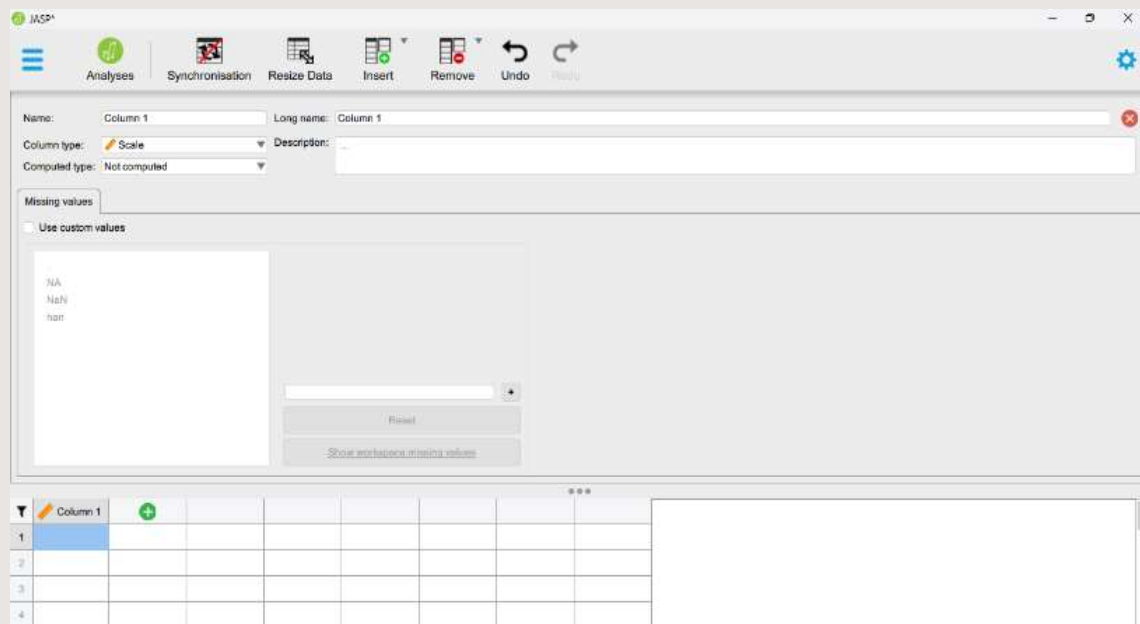 JASP*
Analyses
Synchronisation
Resize Data
Insert
Remove
Undo
Redo
Name: Column 1
Long name: Column 1
Column type: Scale
Description: ...
Computed type: Not computed
Missing values
Use custom values
.
NA
NaN
nan
+
Reset
Show workspace missing values
Column 1
1
2
3
4